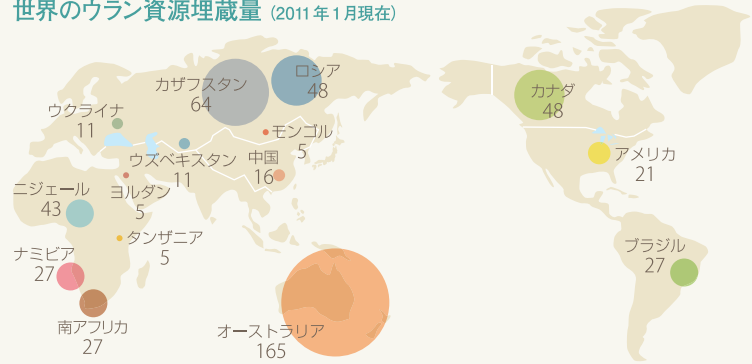 世界のウラン資源埋蔵量（2011年1月現在）
カザフスタン
64
ロシア
48
カナダ
48
ウクライナ
11
モンゴル
5
ウズベキスタン
11
中国
16
アメリカ
21
ニジェール
43
ヨルダン
5
タンザニア
5
ナミビア
27
ブラジル
27
南アフリカ
27
オーストラリア
165